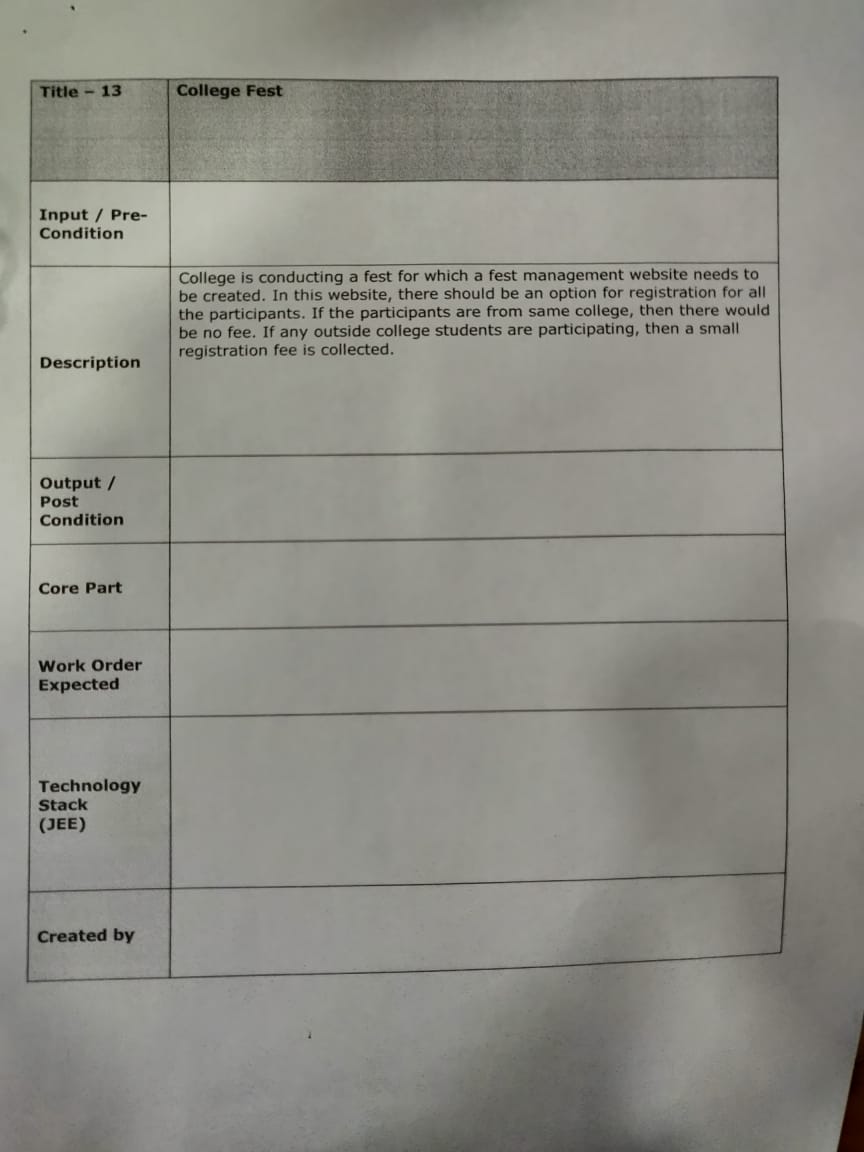 Title – 13
College Fest
Input / Pre-
Condition
Description
College is conducting a fest for which a fest management website needs to
be created. In this website, there should be an option for registration for all
the participants. If the participants are from same college, then there would
be no fee. If any outside college students are participating, then a small
registration fee is collected.
Output /
Post
Condition
Core Part
Work Order
Expected
Technology
Stack
(JEE)
Created by